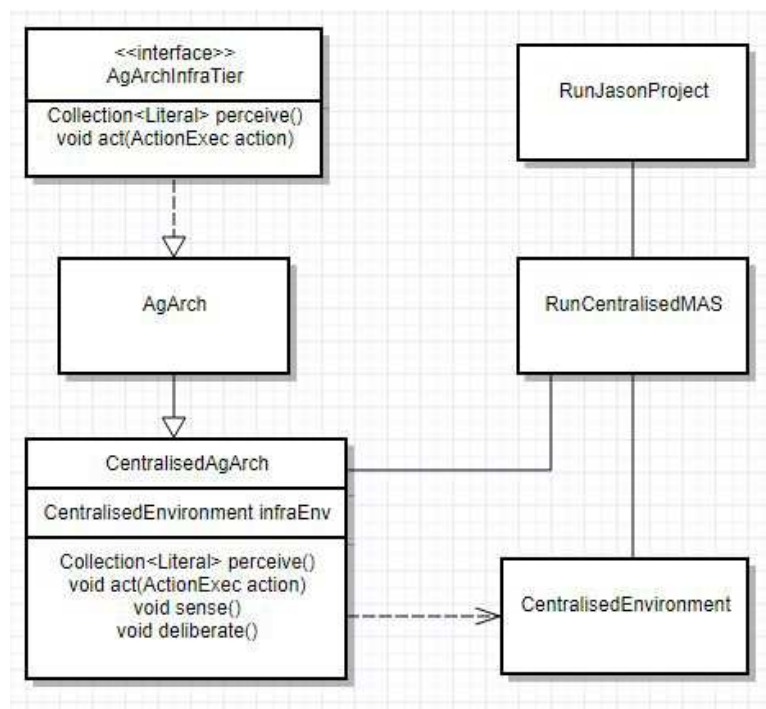 <<interface>>
AgArchInfraTier
Collection<Literal> perceive()
void act(ActionExec action)
RunJasonProject
AgArch
RunCentralisedMAS
CentralisedAgArch
CentralisedEnvironment infraEnv
Collection<Literal> perceive()
void act(ActionExec action)
void sense()
void deliberate()
CentralisedEnvironment